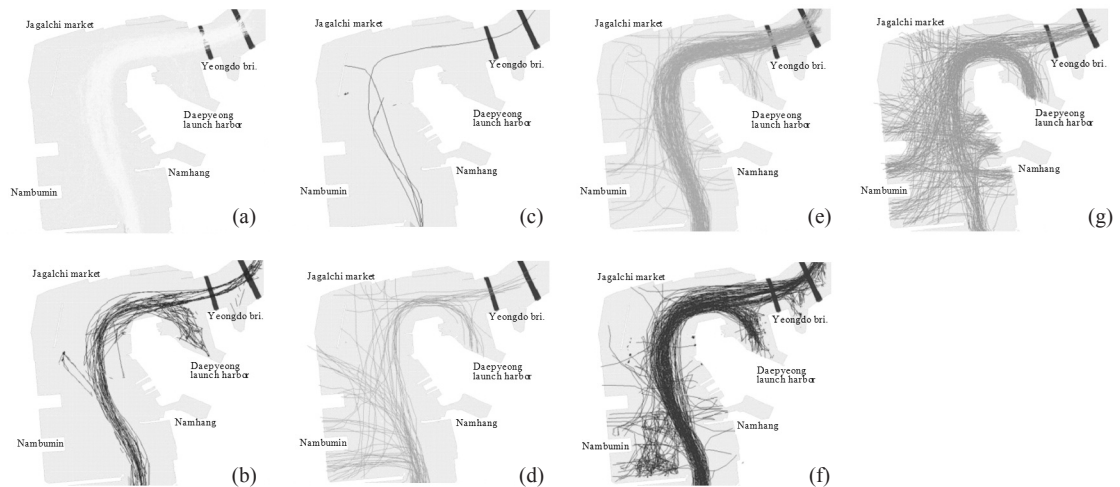 Jagalchi market
Yeongdo bri.
Daepyeong
launch harbor
Namhang
Nambumin
(a)
Jagalchi market
Yeongdo bri.
Daepyeong
launch harbor
Namhang
Nambumin
(c)
Jagalchi market
Yeongdo bri.
Daepyeong
launch harbor
Namhang
Nambumin
(e)
Jagalchi market
Yeongdo bri.
Daepyeong
launch harbor
Namhang
Nambumin
(g)
Jagalchi market
Yeongdo bri.
Daepyeong
launch harbor
Namhang
Nambumin
(b)
Jagalchi market
Yeongdo bri.
Daepyeong
launch harbor
Namhang
Nambumin
(d)
Jagalchi market
Yeongdo bri.
Daepyeong
launch harbor
Namhang
Nambumin
(f)